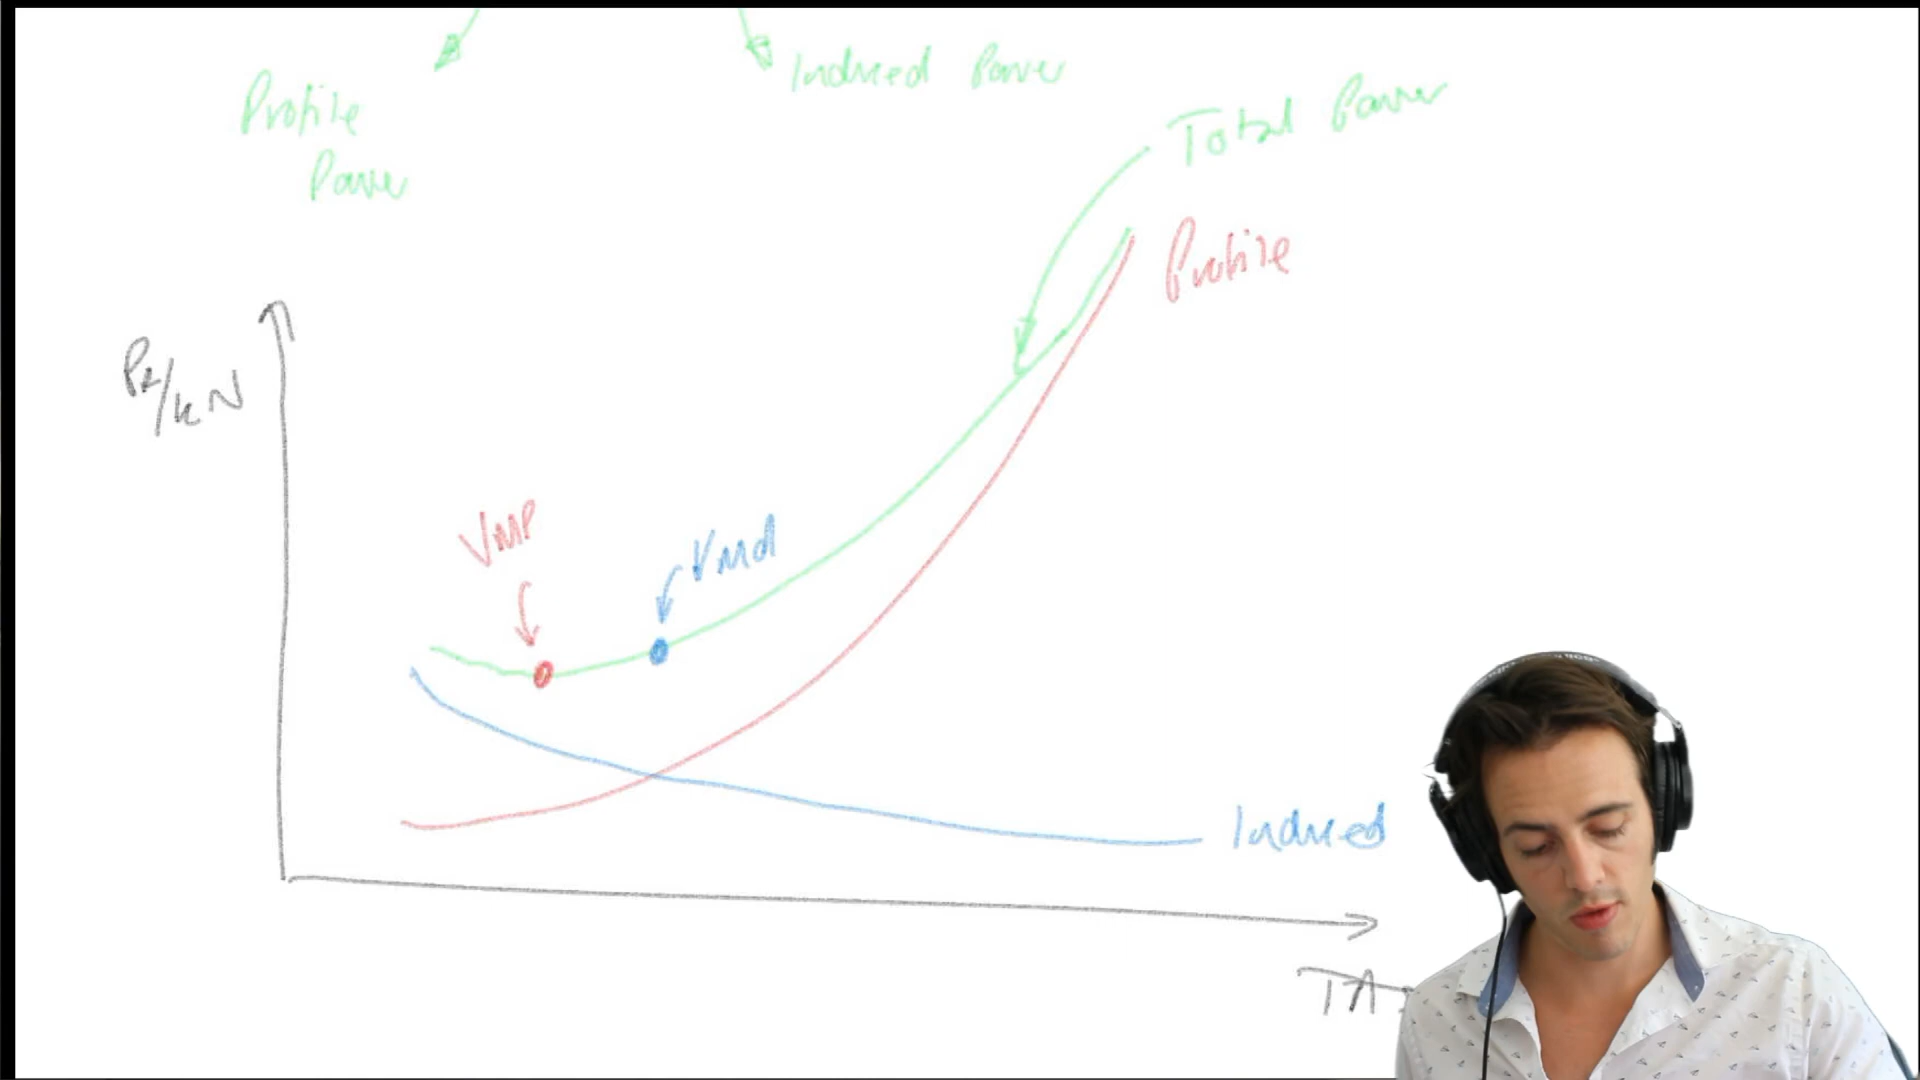 Induced Power
Profile
Power
Total Power
Profile
Pr/kN
VMP
VMd
Induced
TA